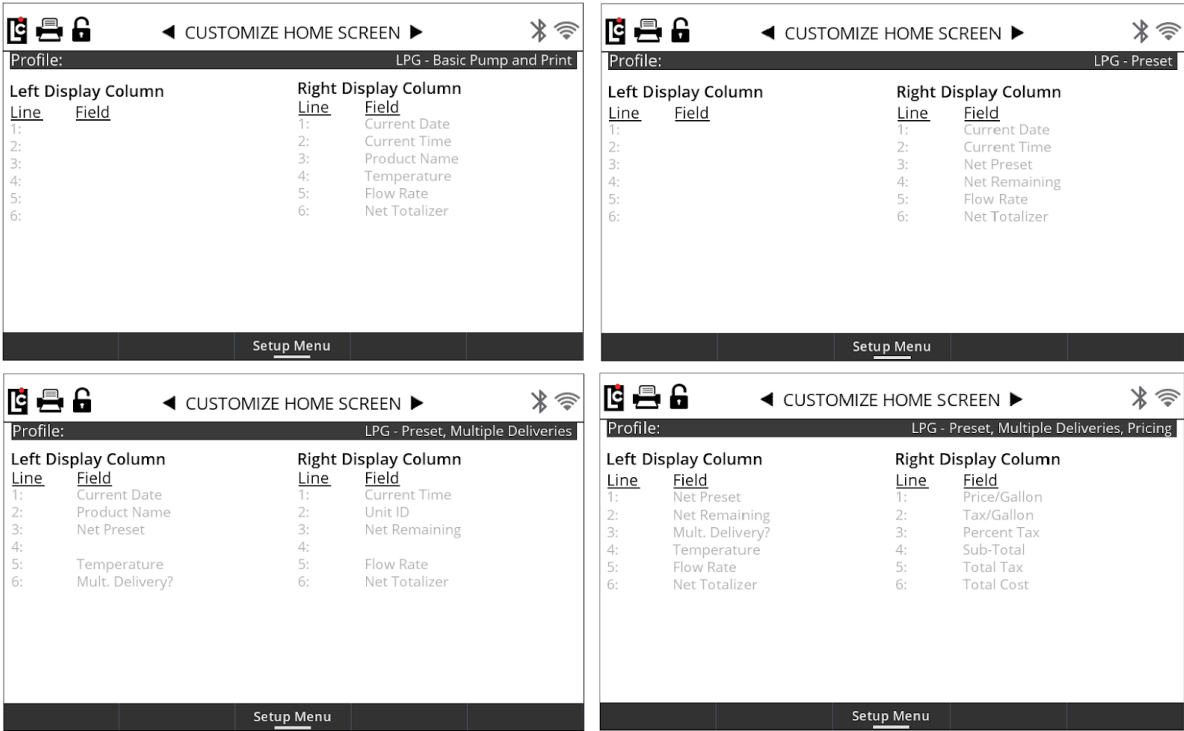 LC
CUSTOMIZE HOME SCREEN
Profile: LPG - Basic Pump and Print
Left Display Column Right Display Column
Line Field Line Field
1: 1: Current Date
2: 2: Current Time
3: 3: Product Name
4: 4: Temperature
5: 5: Flow Rate
6: 6: Net Totalizer
Setup Menu
LC
CUSTOMIZE HOME SCREEN
Profile: LPG - Preset
Left Display Column Right Display Column
Line Field Line Field
1: 1: Current Date
2: 2: Current Time
3: 3: Net Preset
4: 4: Net Remaining
5: 5: Flow Rate
6: 6: Net Totalizer
Setup Menu
LC
CUSTOMIZE HOME SCREEN
Profile: LPG - Preset, Multiple Deliveries
Left Display Column Right Display Column
Line Field Line Field
1: Current Date 1: Current Time
2: Product Name 2: Unit ID
3: Net Preset 3: Net Remaining
4: 4:
5: Temperature 5: Flow Rate
6: Mult. Delivery? 6: Net Totalizer
Setup Menu
LC
CUSTOMIZE HOME SCREEN
Profile: LPG - Preset, Multiple Deliveries, Pricing
Left Display Column Right Display Column
Line Field Line Field
1: Net Preset 1: Price/Gallon
2: Net Remaining 2: Tax/Gallon
3: Mult. Delivery? 3: Percent Tax
4: Temperature 4: Sub-Total
5: Flow Rate 5: Total Tax
6: Net Totalizer 6: Total Cost
Setup Menu